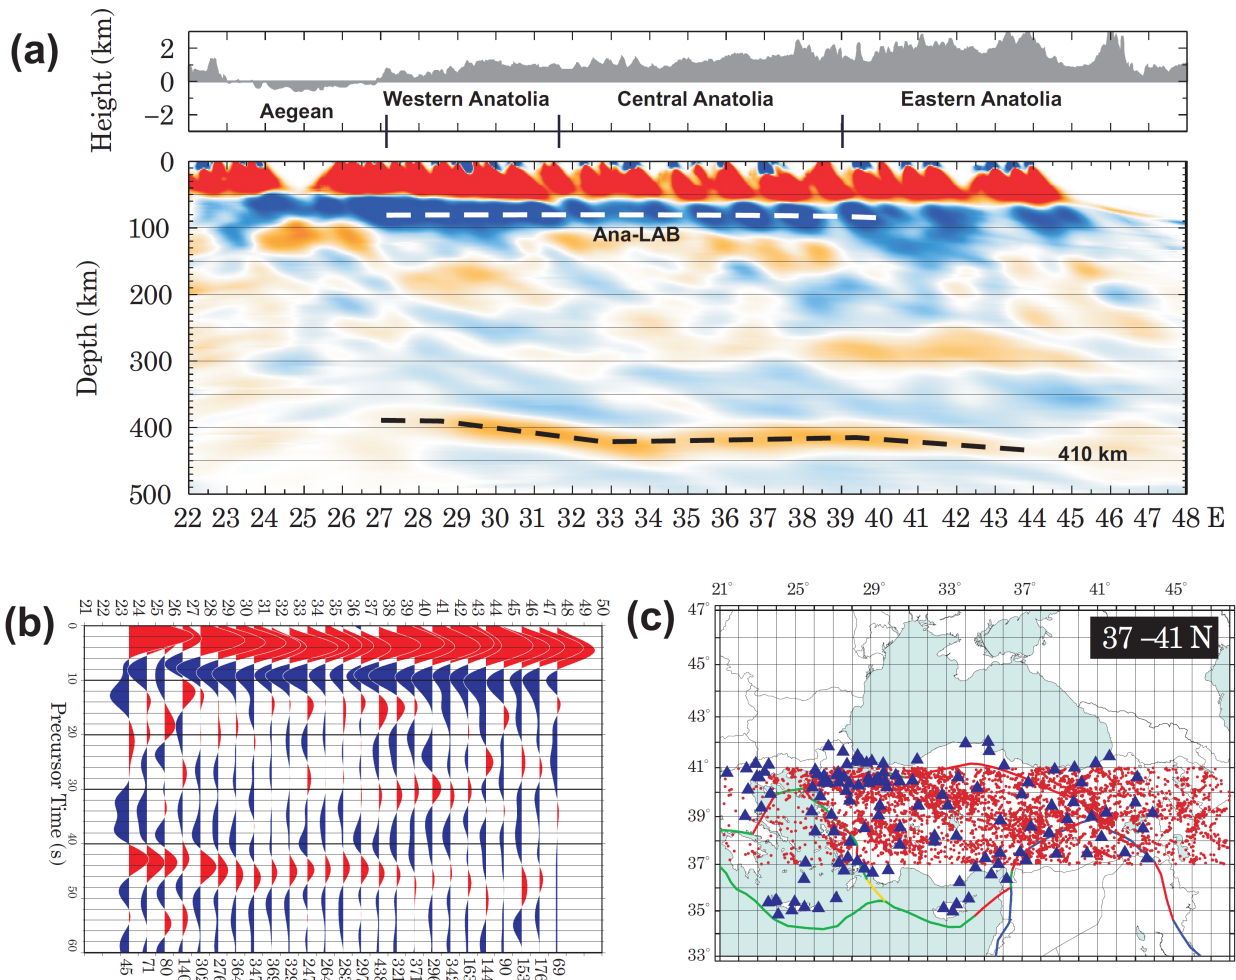 (a)
Height (km)
2
0
−2
Aegean
Western Anatolia
Central Anatolia
Eastern Anatolia
Depth (km)
0
100
200
300
400
500
Ana-LAB
410 km
22 23 24 25 26 27 28 29 30 31 32 33 34 35 36 37 38 39 40 41 42 43 44 45 46 47 48 E
(b)
21 22 23 24 25 26 27 28 29 30 31 32 33 34 35 36 37 38 39 40 41 42 43 44 45 46 47 48 49 50
Precursor Time (s)
0
10
20
30
40
50
60
45 71 80 140
90
176 69
(c)
21° 25° 29° 33° 37° 41° 45°
47°
45°
43°
41°
39°
37°
35°
33°
37 –41 N